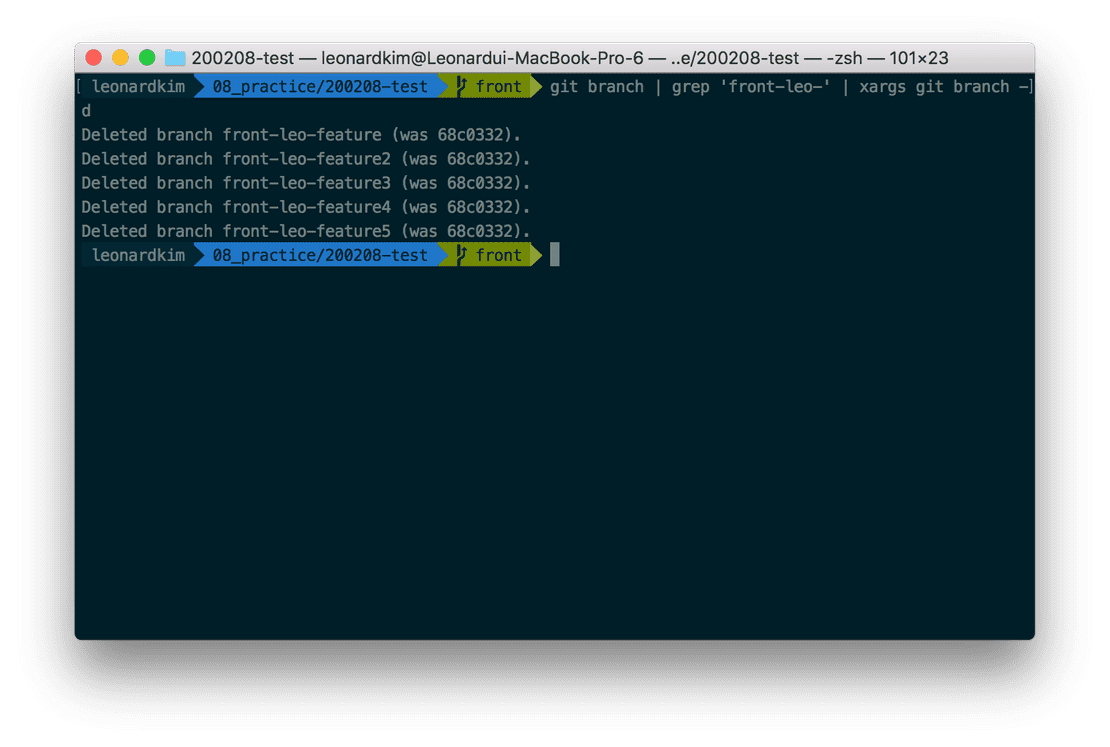 200208-test — leonardkim@Leonardui-MacBook-Pro-6 — ..e/200208-test — -zsh — 101×23
[ leonardkim 08_practice/200208-test front git branch | grep 'front-leo-' | xargs git branch -]
d
Deleted branch front-leo-feature (was 68c0332).
Deleted branch front-leo-feature2 (was 68c0332).
Deleted branch front-leo-feature3 (was 68c0332).
Deleted branch front-leo-feature4 (was 68c0332).
Deleted branch front-leo-feature5 (was 68c0332).
leonardkim 08_practice/200208-test front